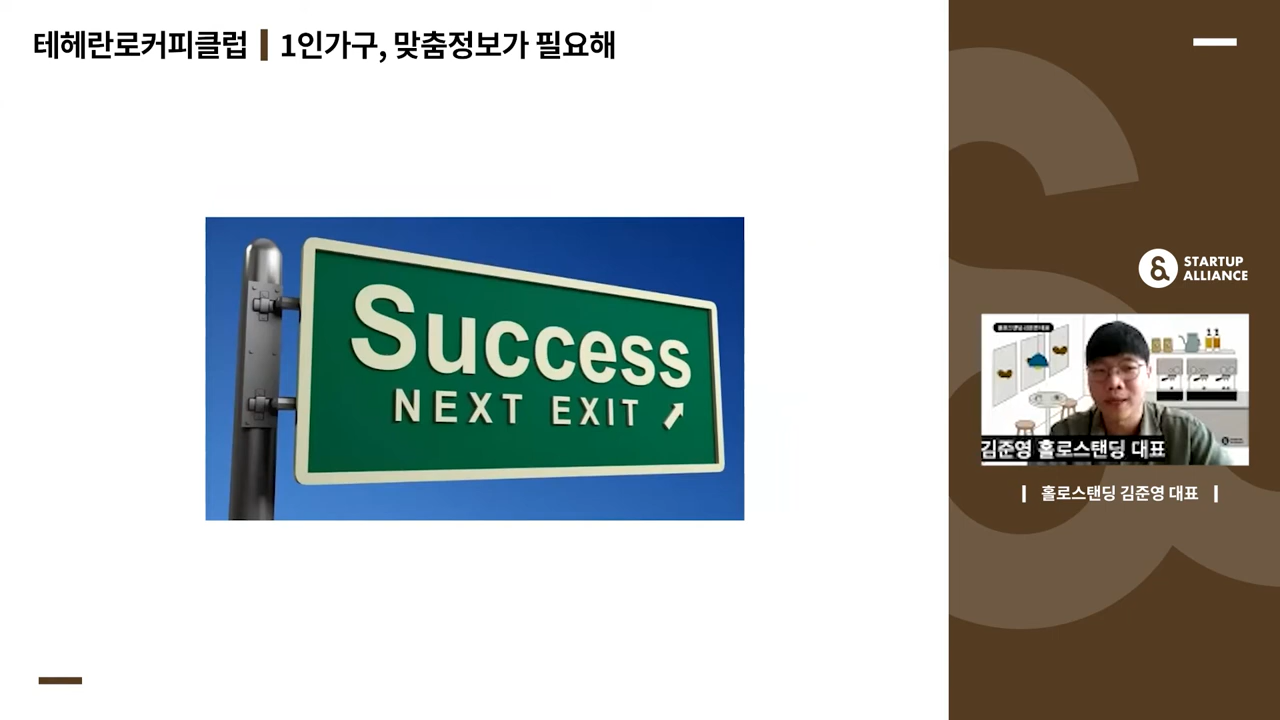 테헤란로커피클럽 | 1인가구, 맞춤정보가 필요해
Success
NEXT EXIT
STARTUP
ALLIANCE
김준영 홀로스탠딩 대표
| 홀로스탠딩 김준영 대표 |